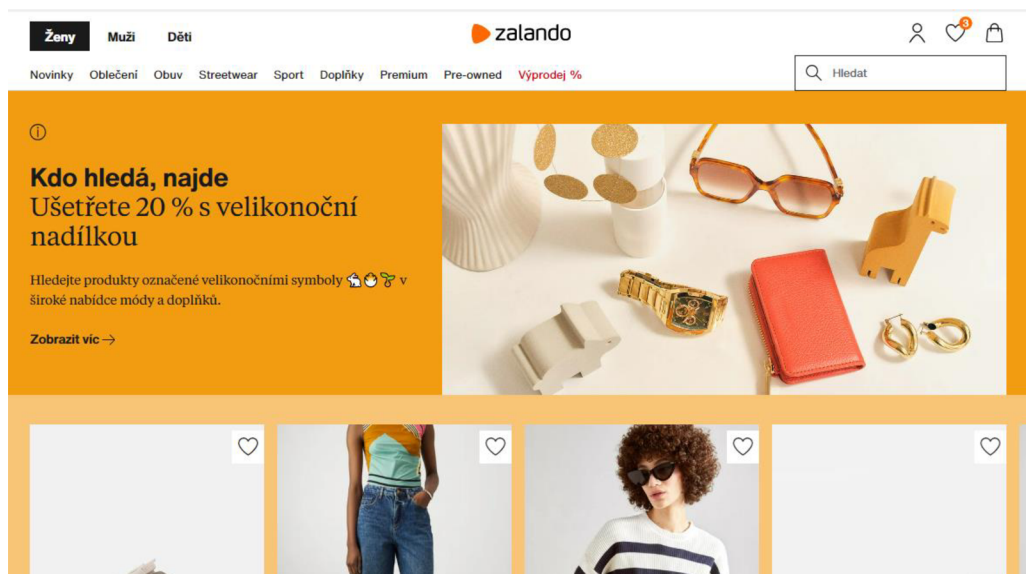 Ženy Muži Děti
zalando
3
Novinky Oblečení Obuv Streetwear Sport Doplňky Premium Pre-owned Výprodej %
Hledat
Kdo hledá, najde
Ušetřete 20 % s velikonoční
nadílkou
Hledejte produkty označené velikonočními symboly 🐇🐣🌱 v
široké nabídce módy a doplňků.
Zobrazit víc →